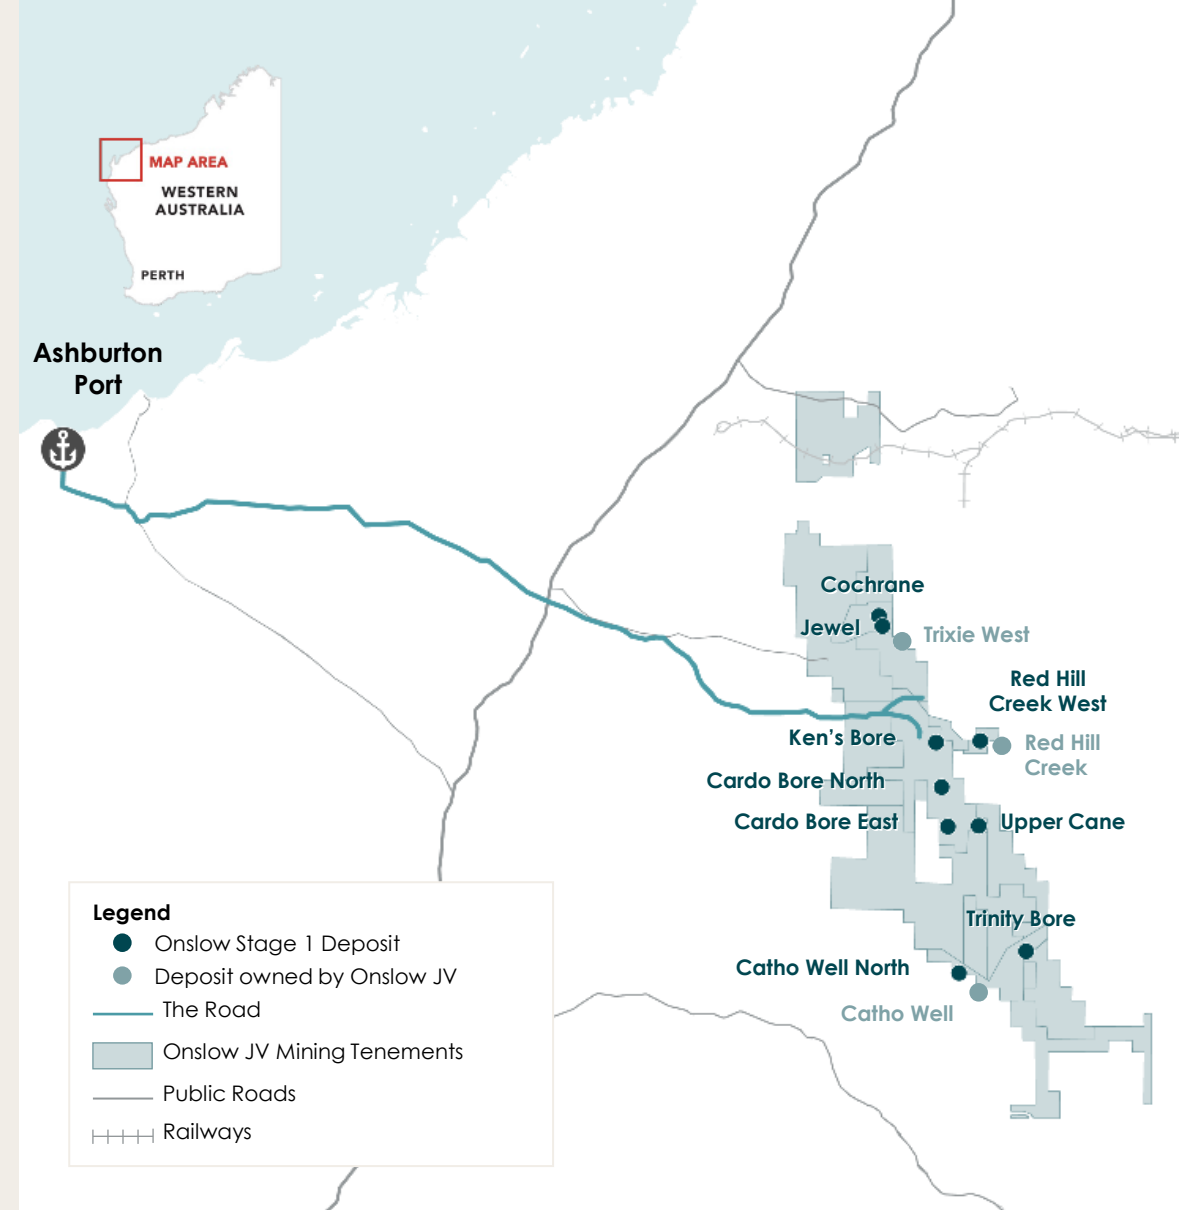 MAP AREA
WESTERN
AUSTRALIA
PERTH
Ashburton
Port
Cochrane
Jewel
Trixie West
Red Hill
Creek West
Ken's Bore
Red Hill
Creek
Cardo Bore North
Cardo Bore East
Upper Cane
Trinity Bore
Catho Well North
Catho Well
Legend
Onslow Stage 1 Deposit
Deposit owned by Onslow JV
The Road
Onslow JV Mining Tenements
Public Roads
Railways